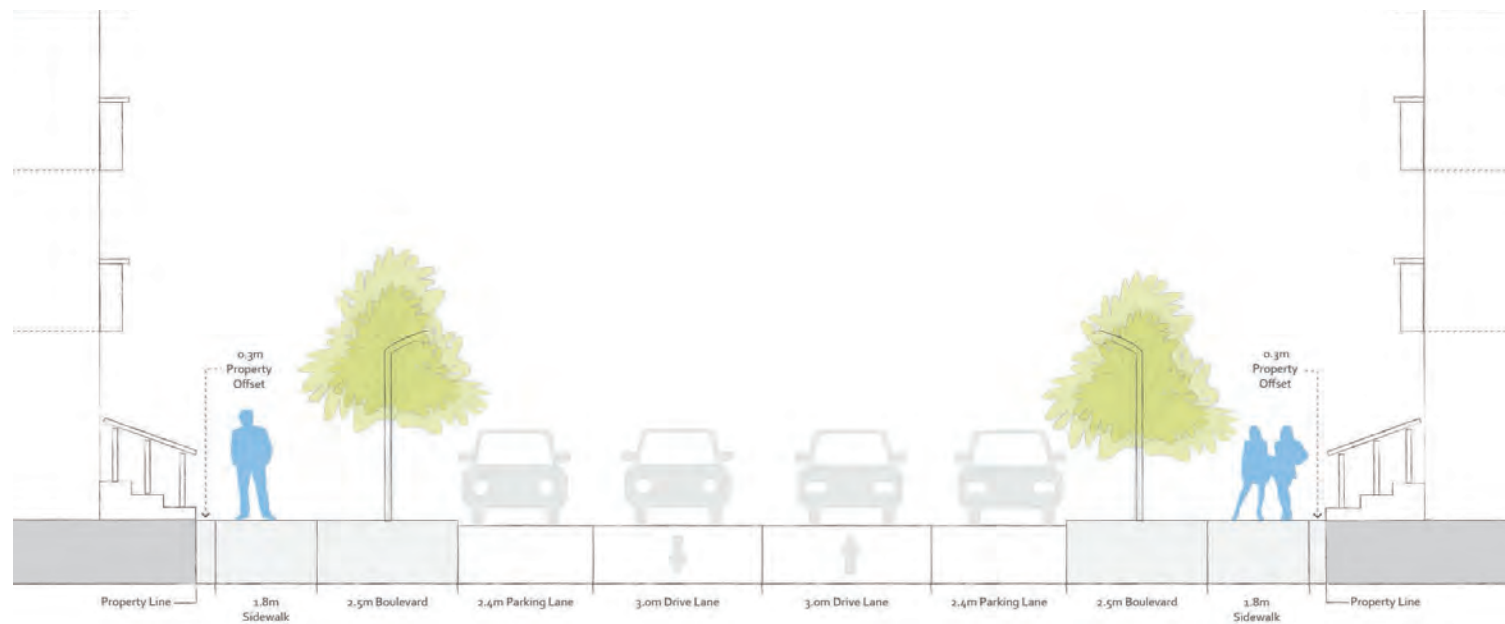 0.3m
Property
Offset
0.3m
Property
Offset
Property Line
1.8m
Sidewalk
2.5m Boulevard
2.4m Parking Lane
3.0m Drive Lane
3.0m Drive Lane
2.4m Parking Lane
2.5m Boulevard
1.8m
Sidewalk
Property Line